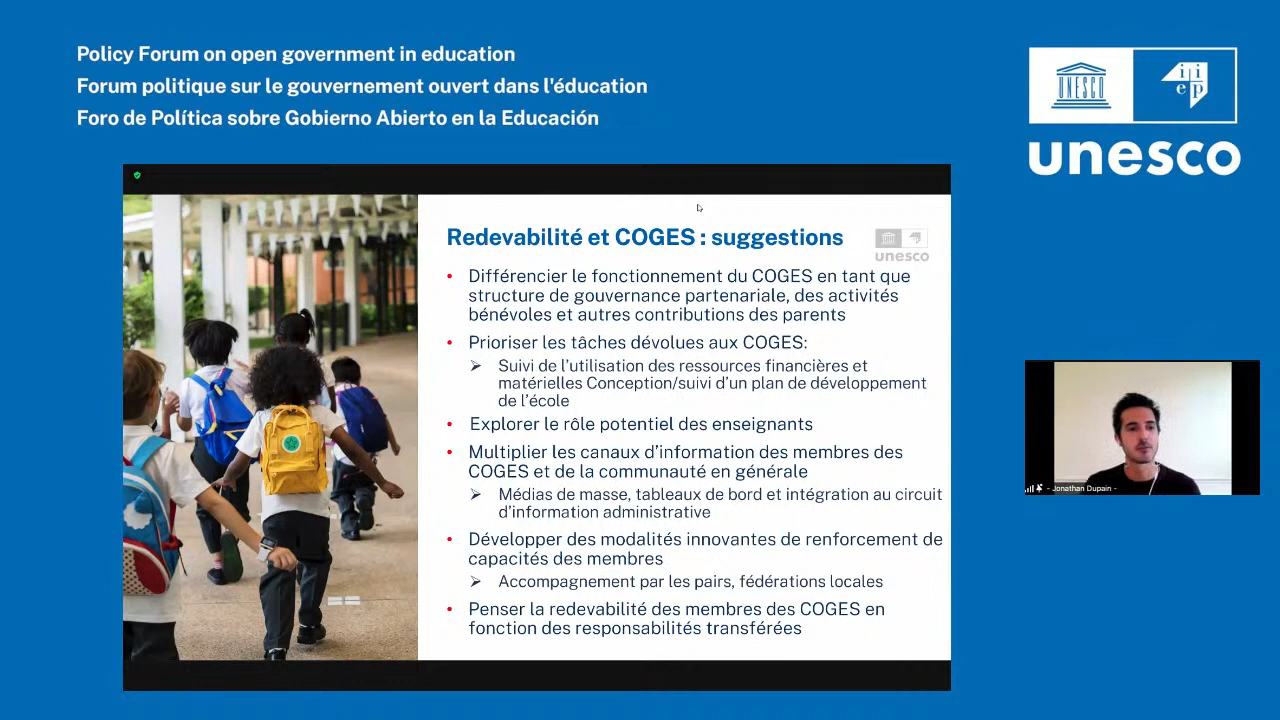 Policy Forum on open government in education
Forum politique sur le gouvernement ouvert dans l'éducation
Foro de Política sobre Gobierno Abierto en la Educación
UNESCO
i i
e p
unesco
Redevabilité et COGES : suggestions
unesco
• Différencier le fonctionnement du COGES en tant que
structure de gouvernance partenariale, des activités
bénévoles et autres contributions des parents
• Prioriser les tâches dévolues aux COGES:
➢ Suivi de l’utilisation des ressources financières et
matérielles Conception/suivi d’un plan de développement
de l’école
• Explorer le rôle potentiel des enseignants
• Multiplier les canaux d’information des membres des
COGES et de la communauté en générale
➢ Médias de masse, tableaux de bord et intégration au circuit
d’information administrative
• Développer des modalités innovantes de renforcement de
capacités des membres
➢ Accompagnement par les pairs, fédérations locales
• Penser la redevabilité des membres des COGES en
fonction des responsabilités transférées
- Jonathan Dupain -